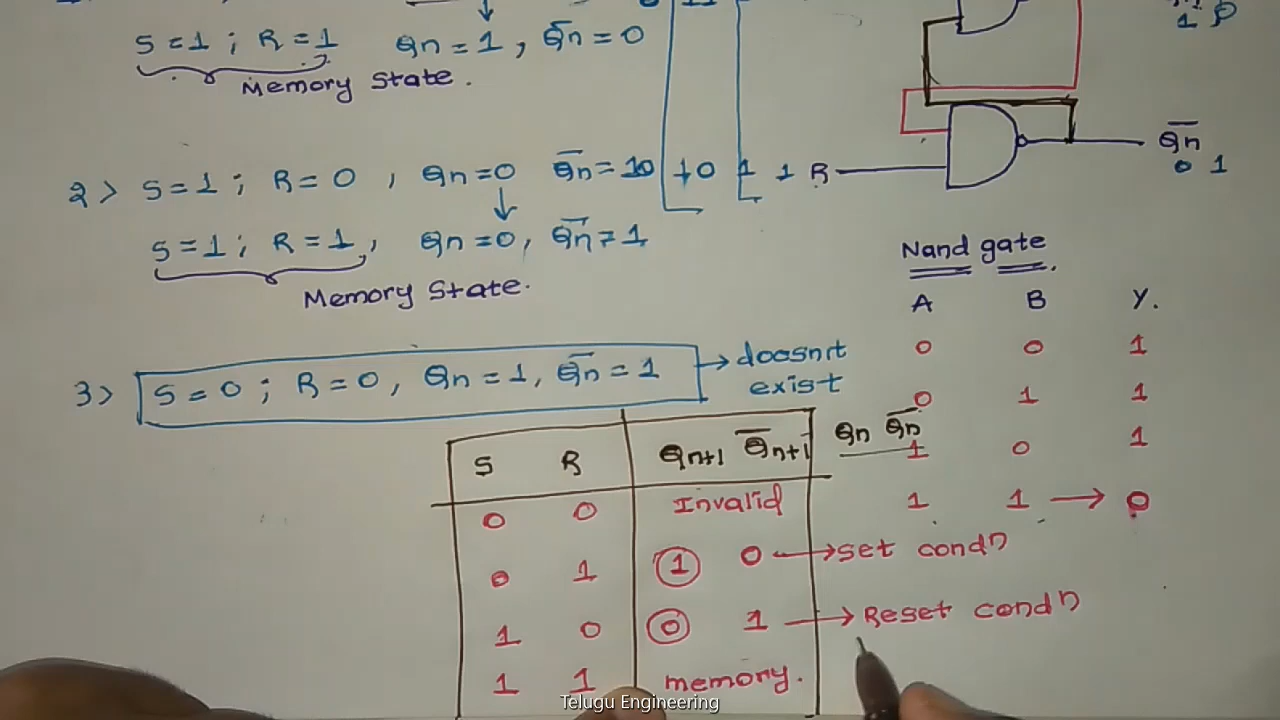 S=1 ; R=1 Qn=1, Q̅n=0
Memory State.
2> S=1 ; R=0 , Qn=0 Q̅n=10
S=1 ; R=1, Qn=0, Q̅n=1
Memory State.
3> S=0 ; R=0, Qn=1, Q̅n=1 → doesn't exist
1 0
1 R
Q̅n
0 1
Nand gate
A B Y.
0 0 1
0 1 1
1 0 1
1 1 → 0
S R Qn+1 Q̅n+1 Qn Q̅n
0 0 Invalid
0 1 1 0 → set condn
1 0 0 1 → Reset condn
1 1 memory.
Telugu Engineering